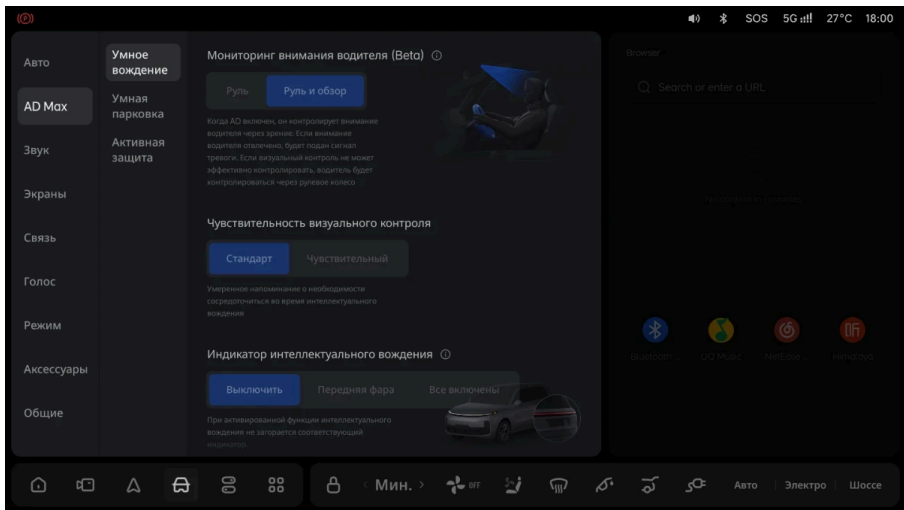 SOS 5G 27°C 18:00
Авто
AD Max
Звук
Экраны
Связь
Голос
Режим
Аксессуары
Общие
Умное
вождение
Умная
парковка
Активная
защита
Мониторинг внимания водителя (Beta)
Руль Руль и обзор
Когда AD включен, он контролирует внимание
водителя через зрение. Если внимание
водителя отвлечено, будет подан сигнал
тревоги. Если визуальный контроль не может
эффективно контролировать, водитель будет
контролироваться через рулевое колесо
Чувствительность визуального контроля
Стандарт Чувствительный
Умеренное напоминание о необходимости
сосредоточиться во время интеллектуального
вождения
Индикатор интеллектуального вождения
Выключить Передняя фара Все включены
При активированной функции интеллектуального
вождения не загорается соответствующий
индикатор.
Browser
Search or enter a URL
Bluetooth ... QQ Music NetEase ... Himalaya
Мин. OFF Авто Электро Шоссе